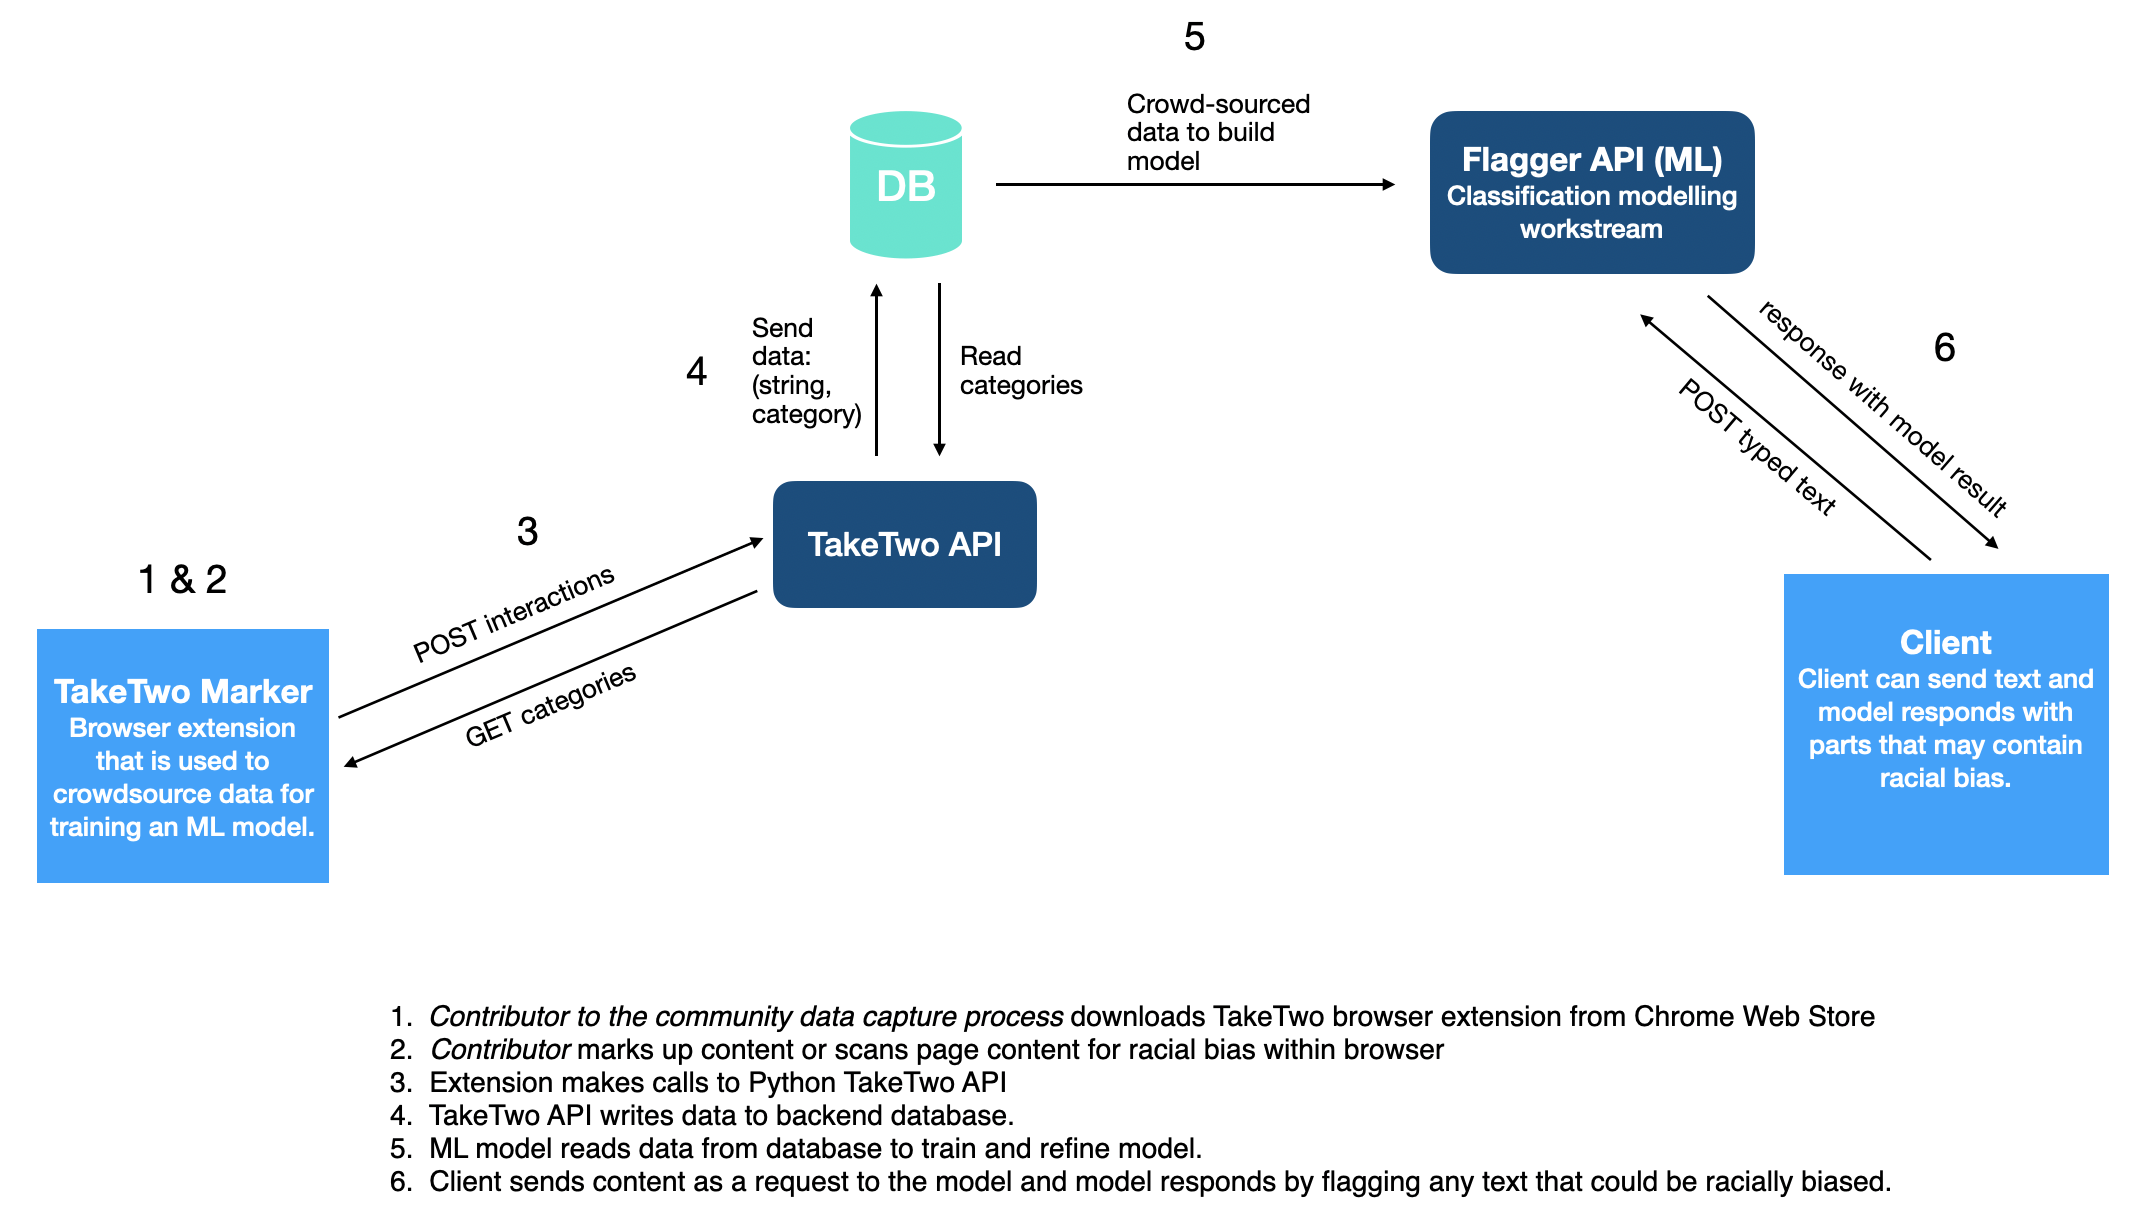 5
Crowd-sourced
data to build
model
DB
Flagger API (ML)
Classification modelling
workstream
4
Send
data:
(string,
category)
Read
categories
6
response with model result
POST typed text
3
POST interactions
GET categories
TakeTwo API
1 & 2
TakeTwo Marker
Browser extension
that is used to
crowdsource data for
training an ML model.
Client
Client can send text and
model responds with
parts that may contain
racial bias.
1. Contributor to the community data capture process downloads TakeTwo browser extension from Chrome Web Store
2. Contributor marks up content or scans page content for racial bias within browser
3. Extension makes calls to Python TakeTwo API
4. TakeTwo API writes data to backend database.
5. ML model reads data from database to train and refine model.
6. Client sends content as a request to the model and model responds by flagging any text that could be racially biased.